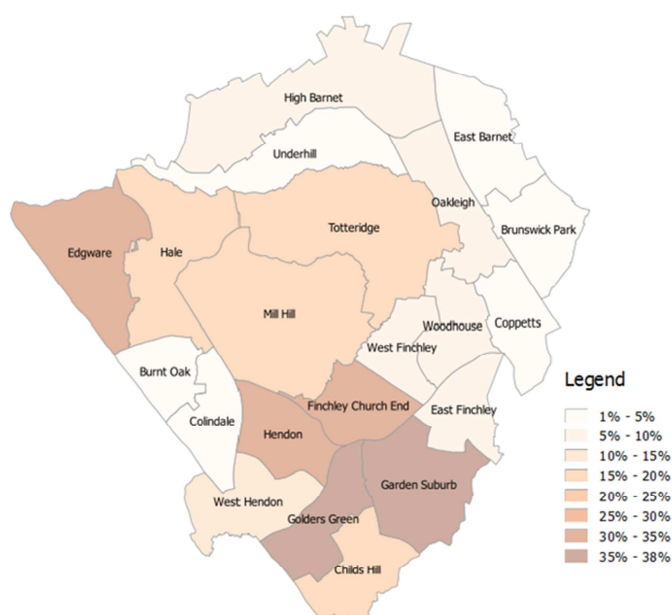 High Barnet
East Barnet
Underhill
Oakleigh
Brunswick Park
Totteridge
Edgware
Hale
Mill Hill
Woodhouse
Coppetts
West Finchley
Burnt Oak
Legend
Finchley Church End
East Finchley
Colindale
Hendon
1% - 5%
5% - 10%
10% - 15%
15% - 20%
20% - 25%
25% - 30%
30% - 35%
35% - 38%
Garden Suburb
West Hendon
Golders Green
Childs Hill